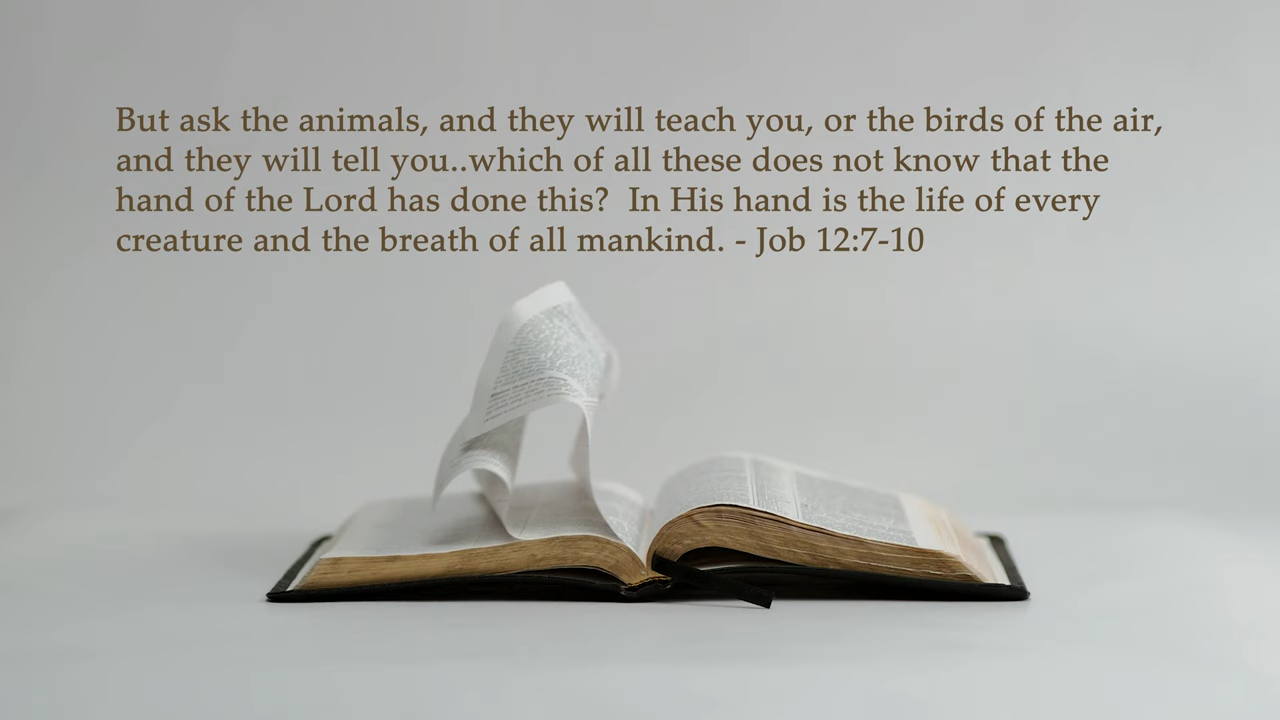 But ask the animals, and they will teach you, or the birds of the air,
and they will tell you..which of all these does not know that the
hand of the Lord has done this?  In His hand is the life of every
creature and the breath of all mankind. - Job 12:7-10